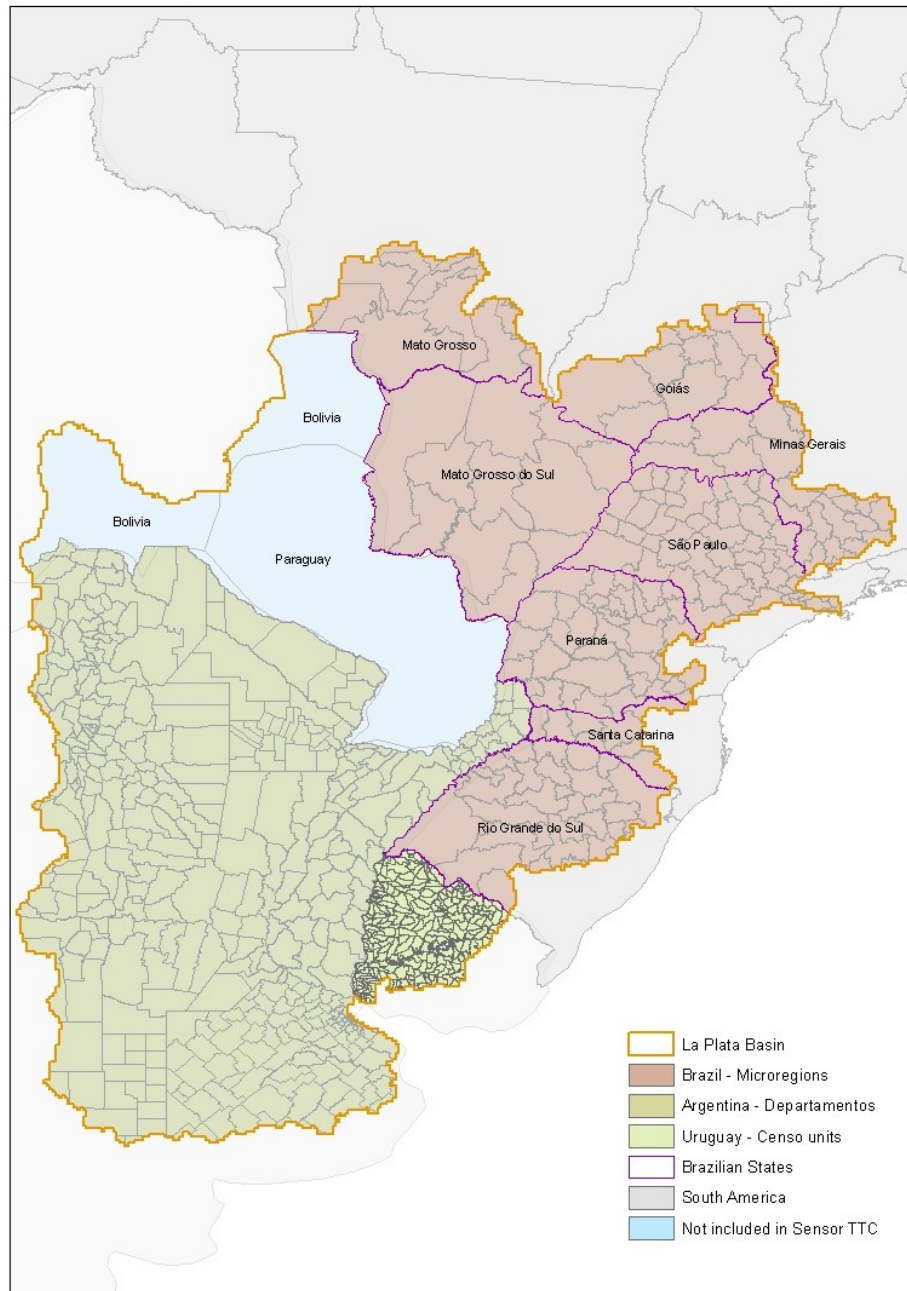 Mato Grosso
Goiás
Bolivia
Minas Gerais
Mato Grosso do Sul
Bolivia
São Paulo
Paraguay
Paraná
Santa Catarina
Rio Grande do Sul
La Plata Basin
Brazil - Microregions
Argentina - Departamentos
Uruguay - Censo units
Brazilian States
South America
Not included in Sensor TTC